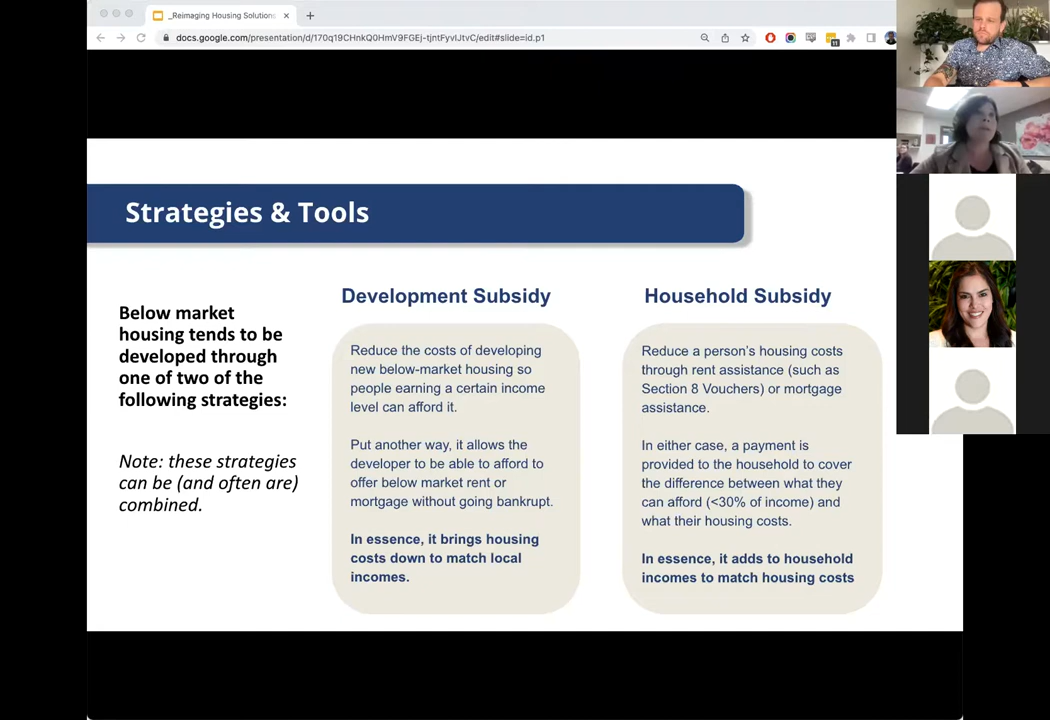 _Reimaging Housing Solutions
docs.google.com/presentation/d/170q19CHnkQ0HmV9FGEj-tjntFyvIJtvC/edit#slide=id.p1
11
Strategies & Tools
Below market
housing tends to be
developed through
one of two of the
following strategies:
Note: these strategies
can be (and often are)
combined.
Development Subsidy
Reduce the costs of developing
new below-market housing so
people earning a certain income
level can afford it.
Put another way, it allows the
developer to be able to afford to
offer below market rent or
mortgage without going bankrupt.
In essence, it brings housing
costs down to match local
incomes.
Household Subsidy
Reduce a person's housing costs
through rent assistance (such as
Section 8 Vouchers) or mortgage
assistance.
In either case, a payment is
provided to the household to cover
the difference between what they
can afford (<30% of income) and
what their housing costs.
In essence, it adds to household
incomes to match housing costs